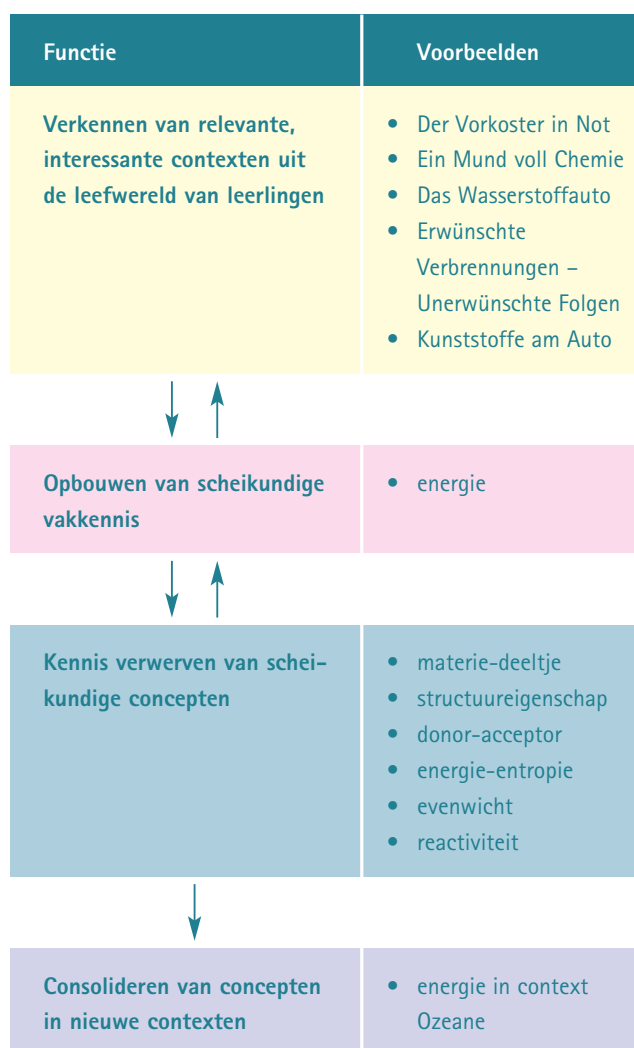 Functie
Voorbeelden
Verkennen van relevante,
interessante contexten uit
de leefwereld van leerlingen
• Der Vorkoster in Not
• Ein Mund voll Chemie
• Das Wasserstoffauto
• Erwünschte
Verbrennungen –
Unerwünschte Folgen
• Kunststoffe am Auto
Opbouwen van scheikundige
vakkennis
• energie
Kennis verwerven van schei-
kundige concepten
• materie-deeltje
• structuureigenschap
• donor-acceptor
• energie-entropie
• evenwicht
• reactiviteit
Consolideren van concepten
in nieuwe contexten
• energie in context
Ozeane